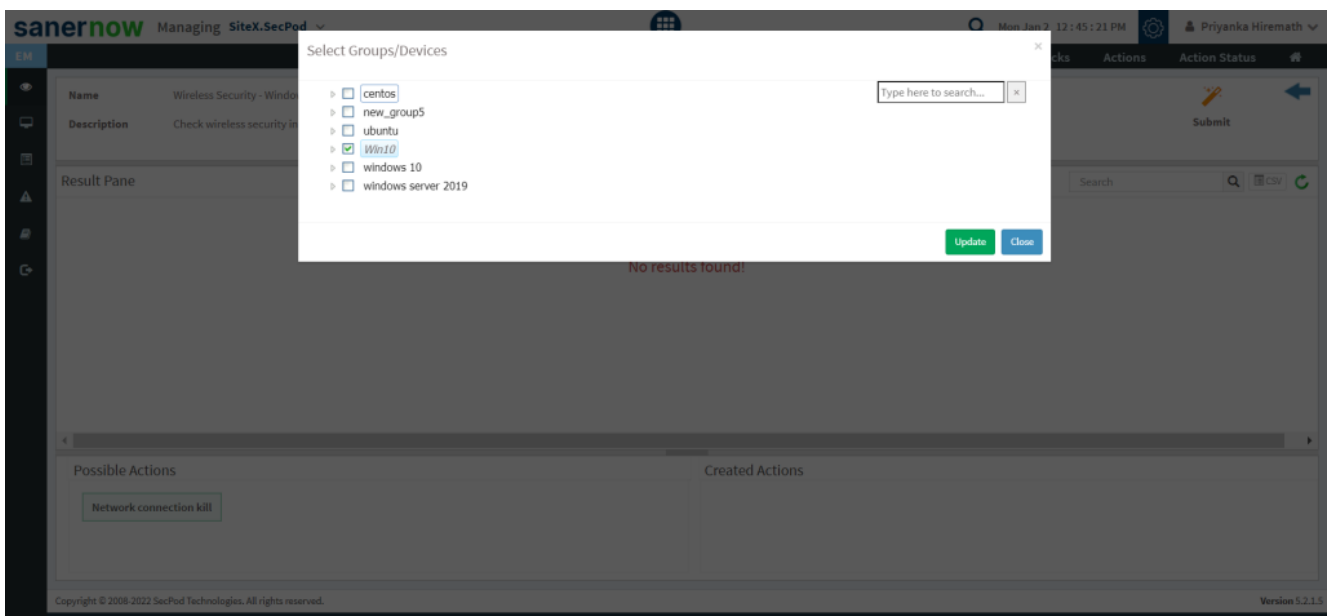 sanernow Managing SiteX.SecPod Mon Jan 2, 12 : 45 : 21 PM Priyanka Hiremath
EM Select Groups/Devices × cks Actions Action Status
centos
new_group5
ubuntu
Win10
windows 10
windows server 2019
Type here to search... ×
Update Close
Name Wireless Security - Windo
Description Check wireless security in
Submit
Result Pane Search CSV
No results found!
Possible Actions Created Actions
Network connection kill
Copyright © 2008-2022 SecPod Technologies. All rights reserved. Version 5.2.1.5